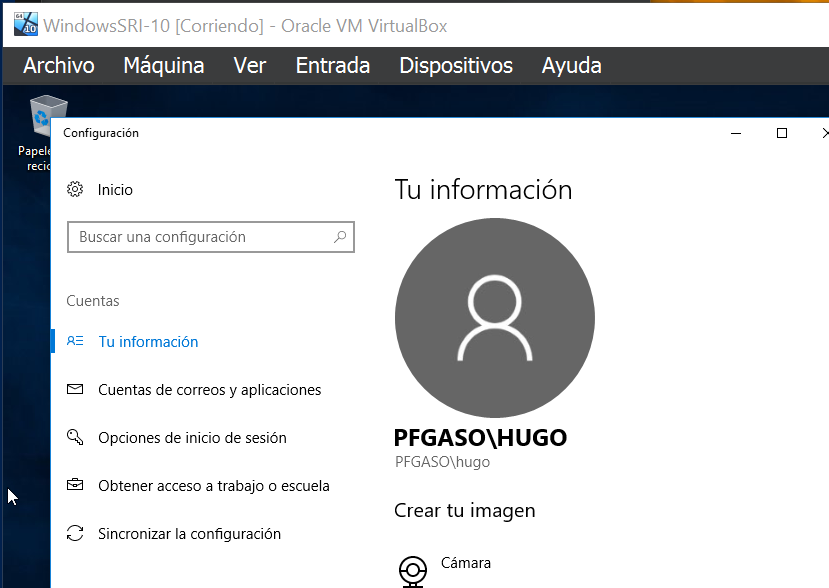 WindowsSRI-10 [Corriendo] - Oracle VM VirtualBox
Archivo Máquina Ver Entrada Dispositivos Ayuda
Papele
recic
Configuración
Inicio
Buscar una configuración
Cuentas
Tu información
Cuentas de correos y aplicaciones
Opciones de inicio de sesión
Obtener acceso a trabajo o escuela
Sincronizar la configuración
Tu información
PFGASO\HUGO
PFGASO\hugo
Crear tu imagen
Cámara